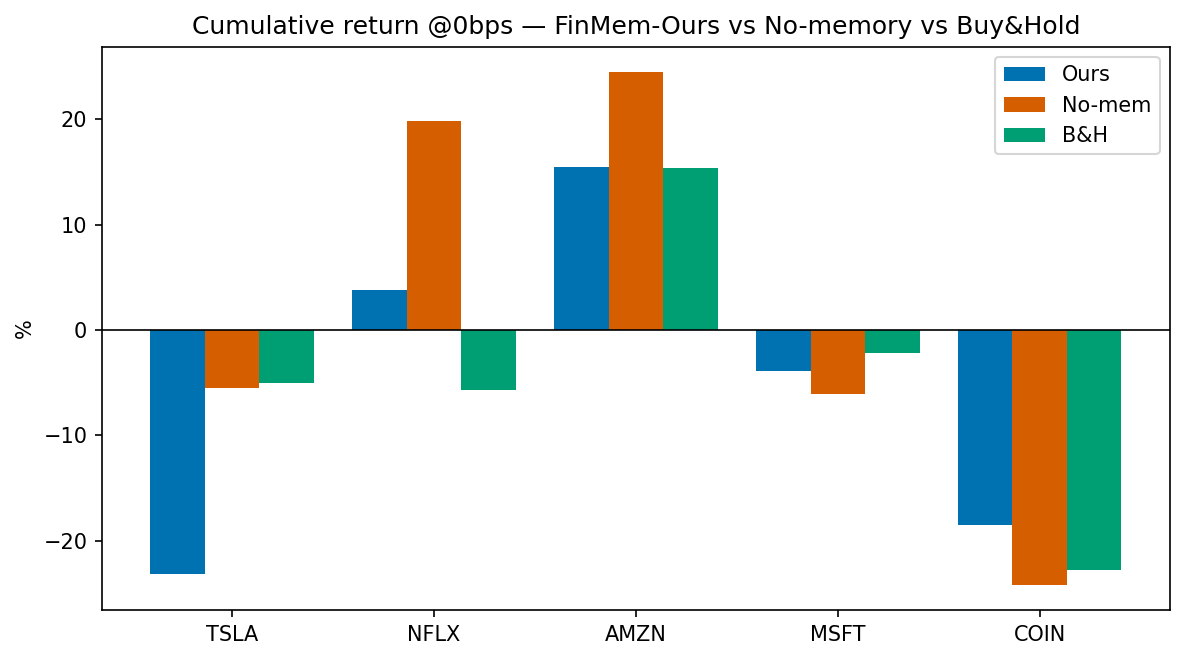 Cumulative return @0bps — FinMem-Ours vs No-memory vs Buy&Hold
Ours
No-mem
B&H
%
20
10
0
−10
−20
TSLA NFLX AMZN MSFT COIN